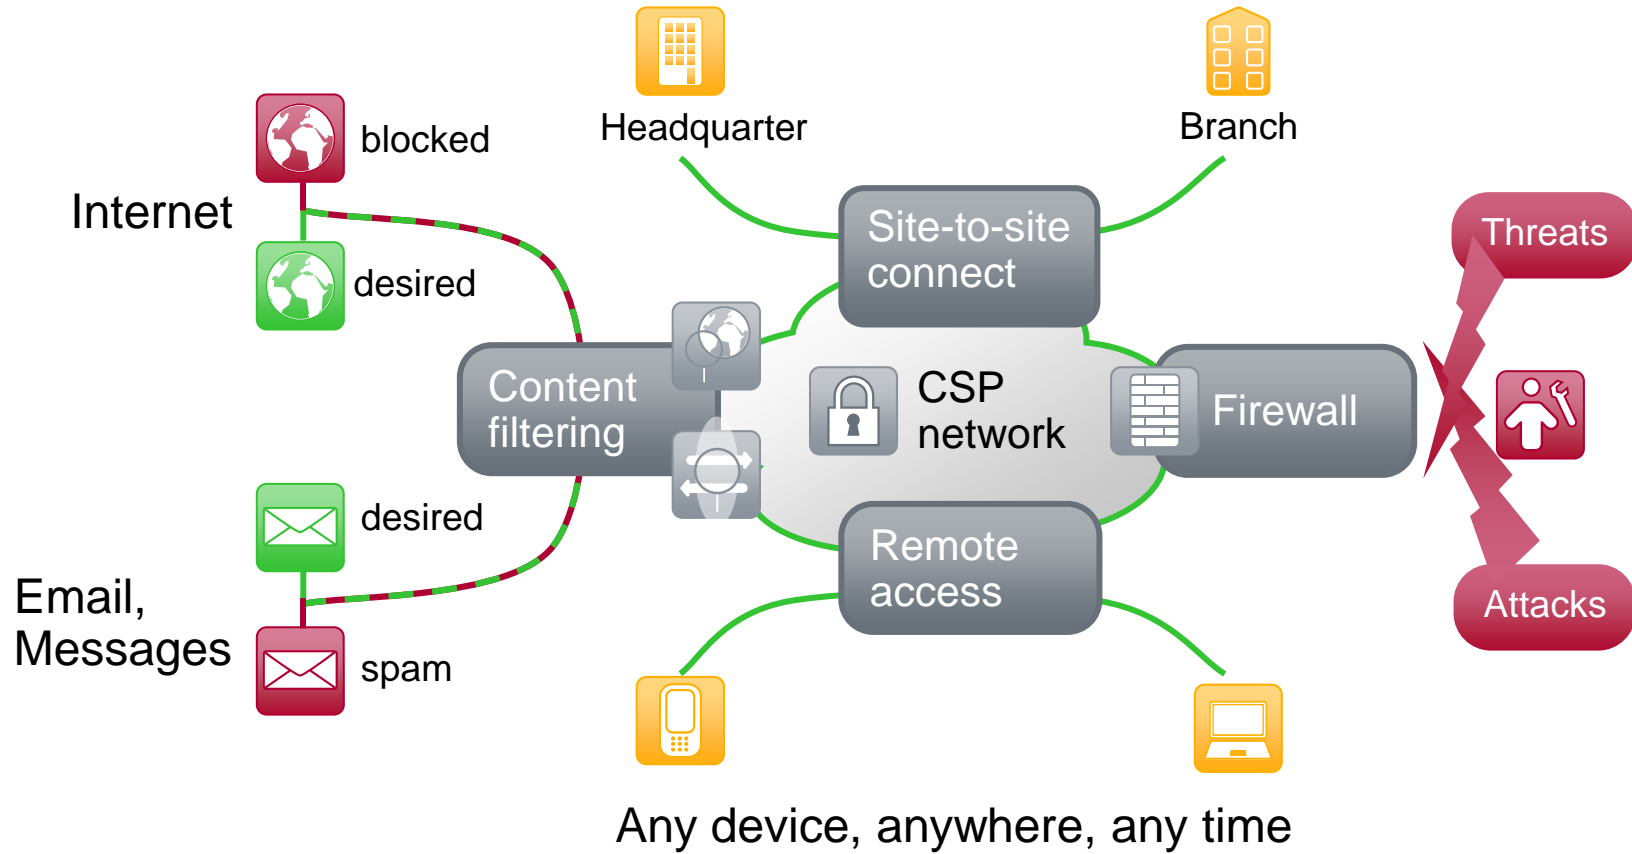 Headquarter
Branch
blocked
Internet
desired
Site-to-site
connect
Threats
Content
filtering
CSP
network
Firewall
desired
Email,
Messages
spam
Remote
access
Attacks
Any device, anywhere, any time